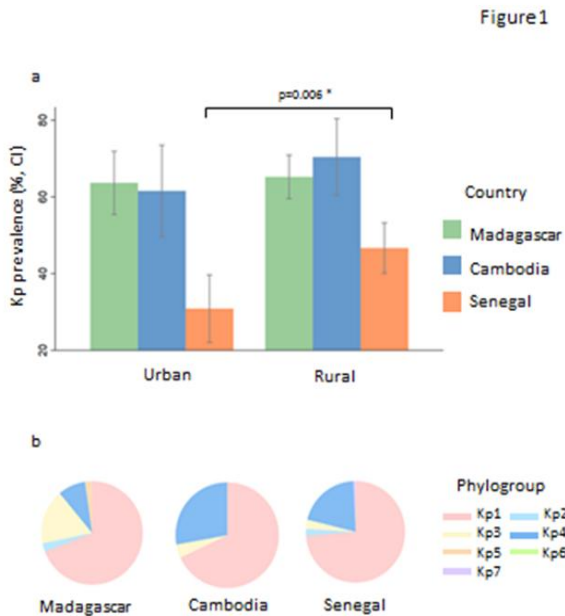 Figure1
a
p=0.006 *
Kp prevalence (%, CI)
80
60
40
20
Urban Rural
Country
Madagascar
Cambodia
Senegal
b
Madagascar Cambodia Senegal
Phylogroup
Kp1 Kp2
Kp3 Kp4
Kp5 Kp6
Kp7